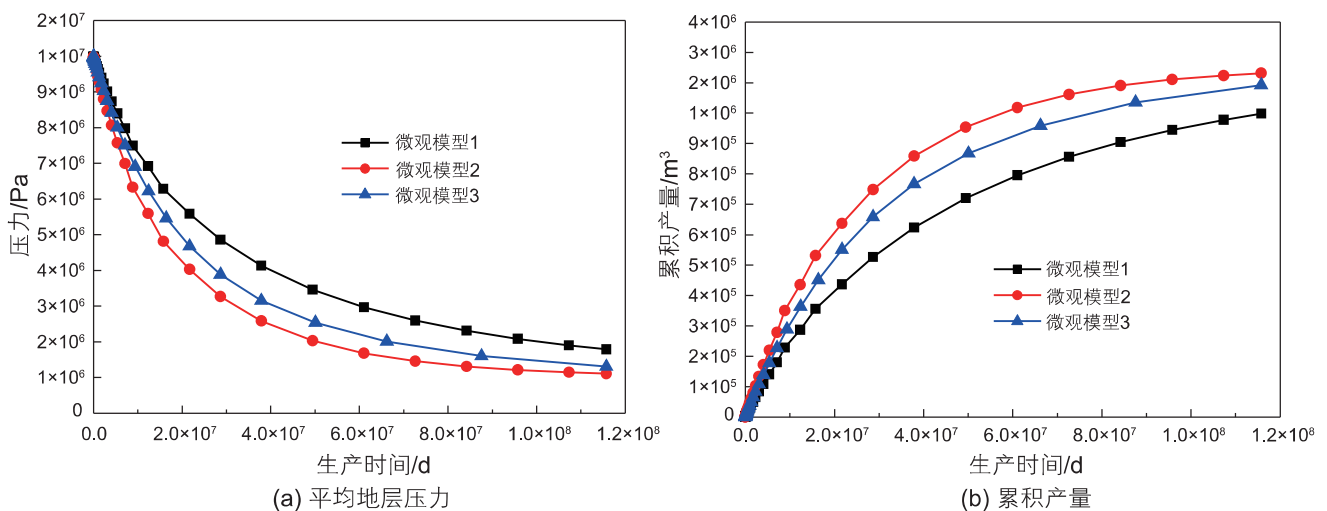 2×10⁷
1×10⁷
9×10⁶
8×10⁶
7×10⁶
6×10⁶
5×10⁶
4×10⁶
3×10⁶
2×10⁶
1×10⁶
0
压力/Pa
微观模型1
微观模型2
微观模型3
0.0 2.0×10⁷ 4.0×10⁷ 6.0×10⁷ 8.0×10⁷ 1.0×10⁸ 1.2×10⁸
生产时间/d
(a) 平均地层压力
4×10⁶
3×10⁶
2×10⁶
2×10⁶
1×10⁶
9×10⁵
8×10⁵
7×10⁵
6×10⁵
5×10⁵
4×10⁵
3×10⁵
2×10⁵
1×10⁵
0
累积产量/m³
微观模型1
微观模型2
微观模型3
0.0 2.0×10⁷ 4.0×10⁷ 6.0×10⁷ 8.0×10⁷ 1.0×10⁸ 1.2×10⁸
生产时间/d
(b) 累积产量